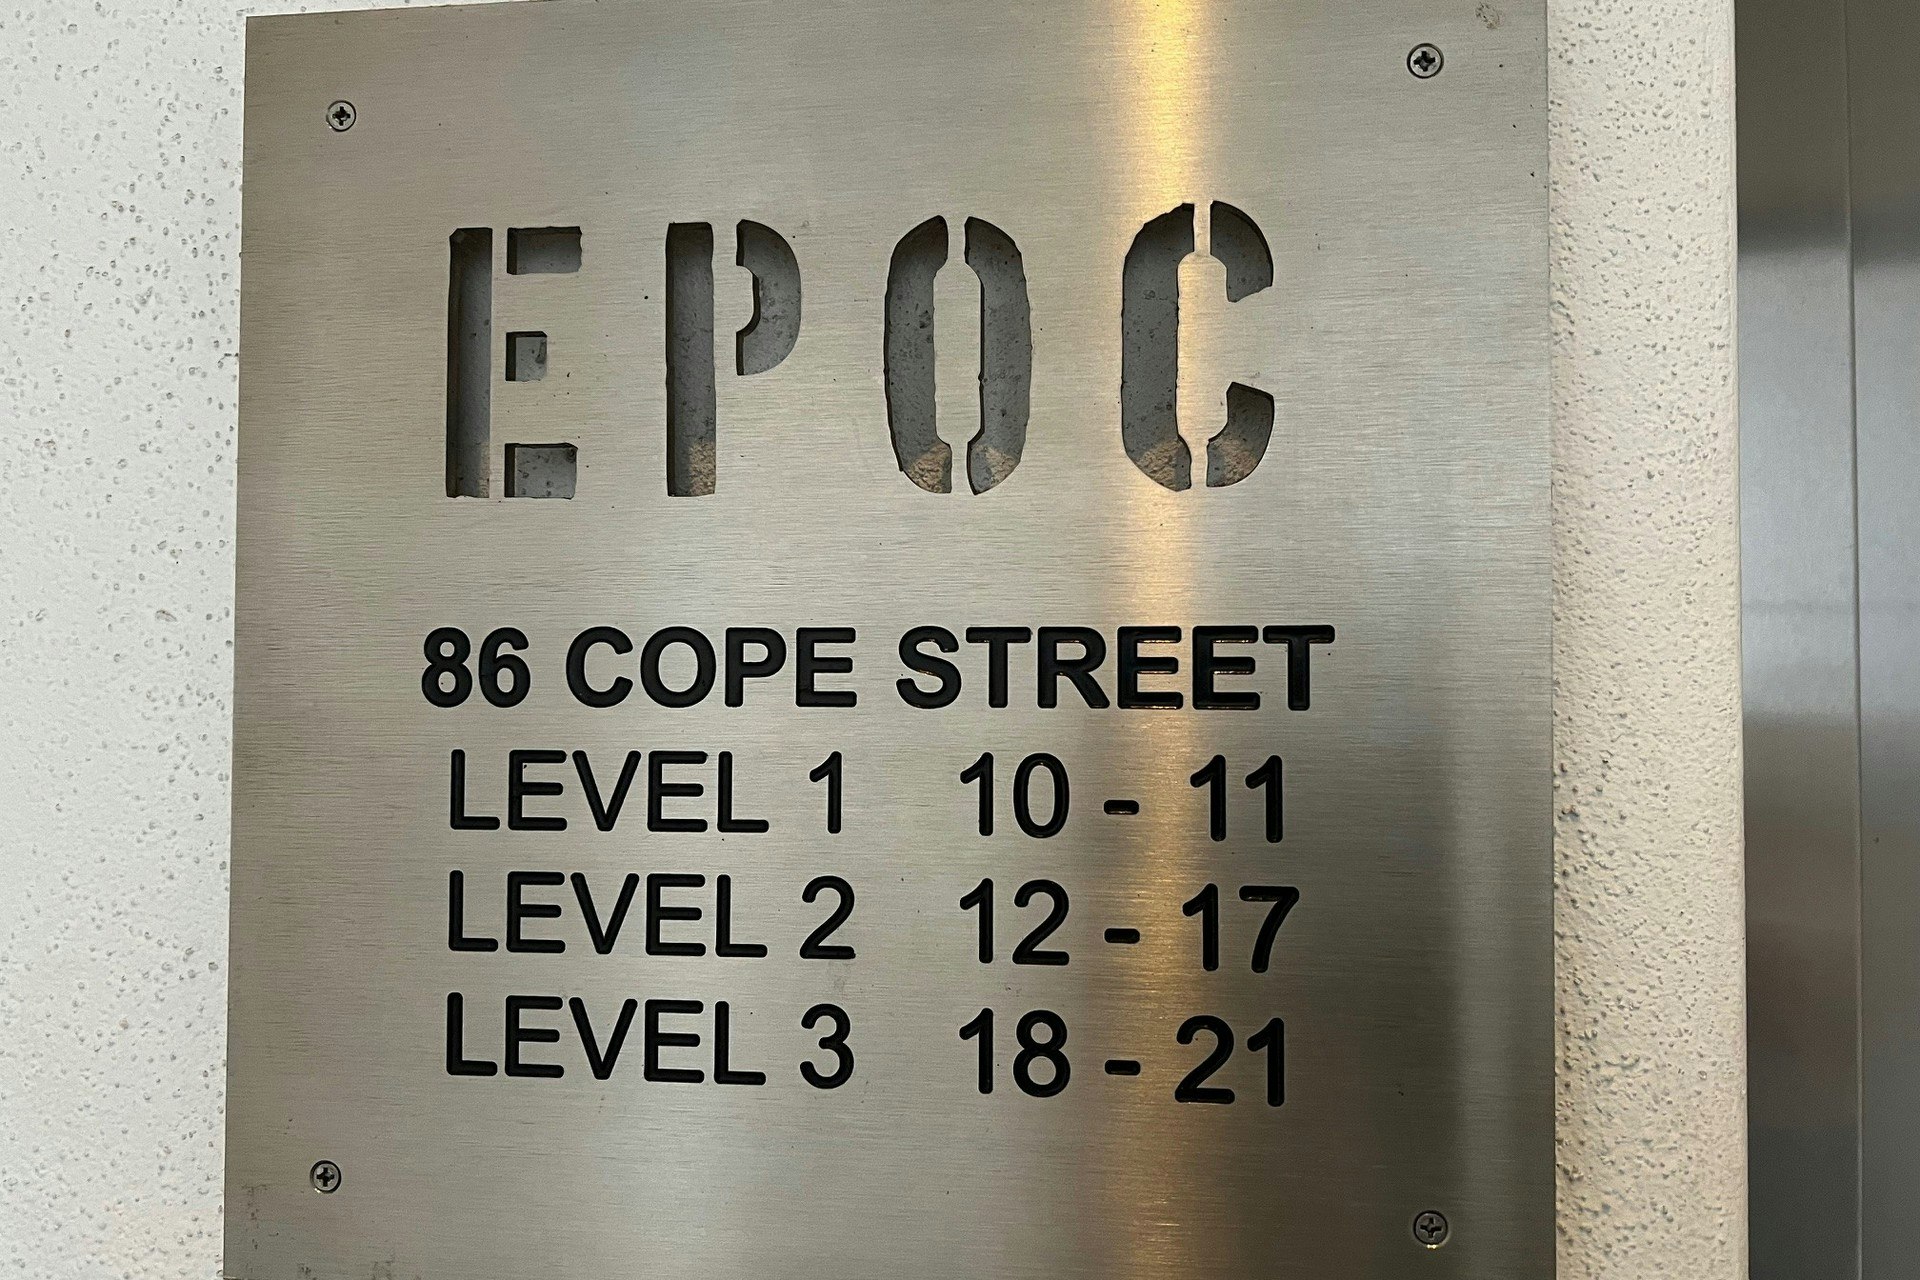 EPOC
86 COPE STREET
LEVEL 1 10 - 11
LEVEL 2 12 - 17
LEVEL 3 18 - 21